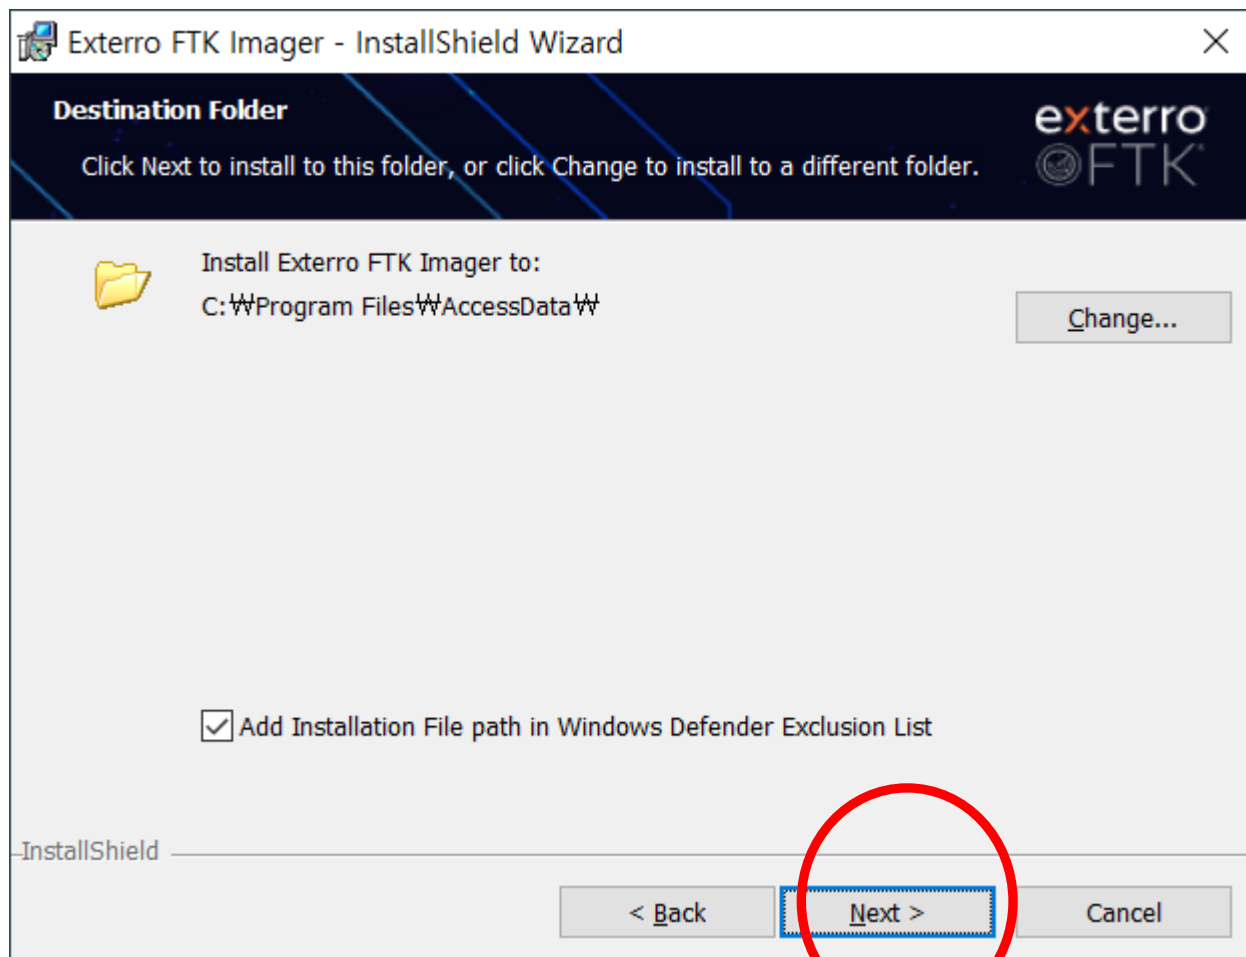 Exterro FTK Imager - InstallShield Wizard
Destination Folder
Click Next to install to this folder, or click Change to install to a different folder.
exterro
FTK
Install Exterro FTK Imager to:
C:₩Program Files₩AccessData₩
Change...
Add Installation File path in Windows Defender Exclusion List
InstallShield
< Back
Next >
Cancel